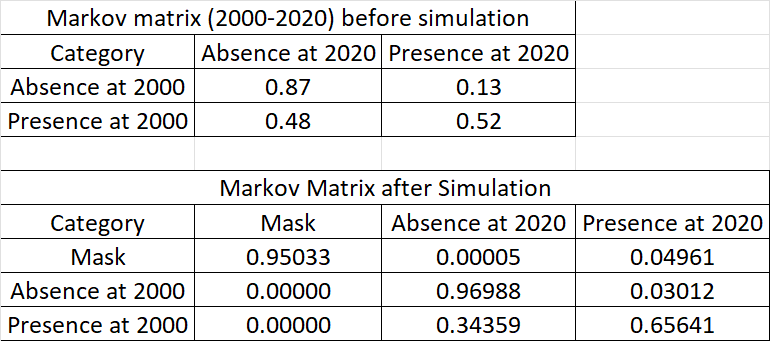 Markov matrix (2000-2020) before simulation
Category Absence at 2020 Presence at 2020
Absence at 2000 0.87 0.13
Presence at 2000 0.48 0.52
Markov Matrix after Simulation
Category Mask Absence at 2020 Presence at 2020
Mask 0.95033 0.00005 0.04961
Absence at 2000 0.00000 0.96988 0.03012
Presence at 2000 0.00000 0.34359 0.65641